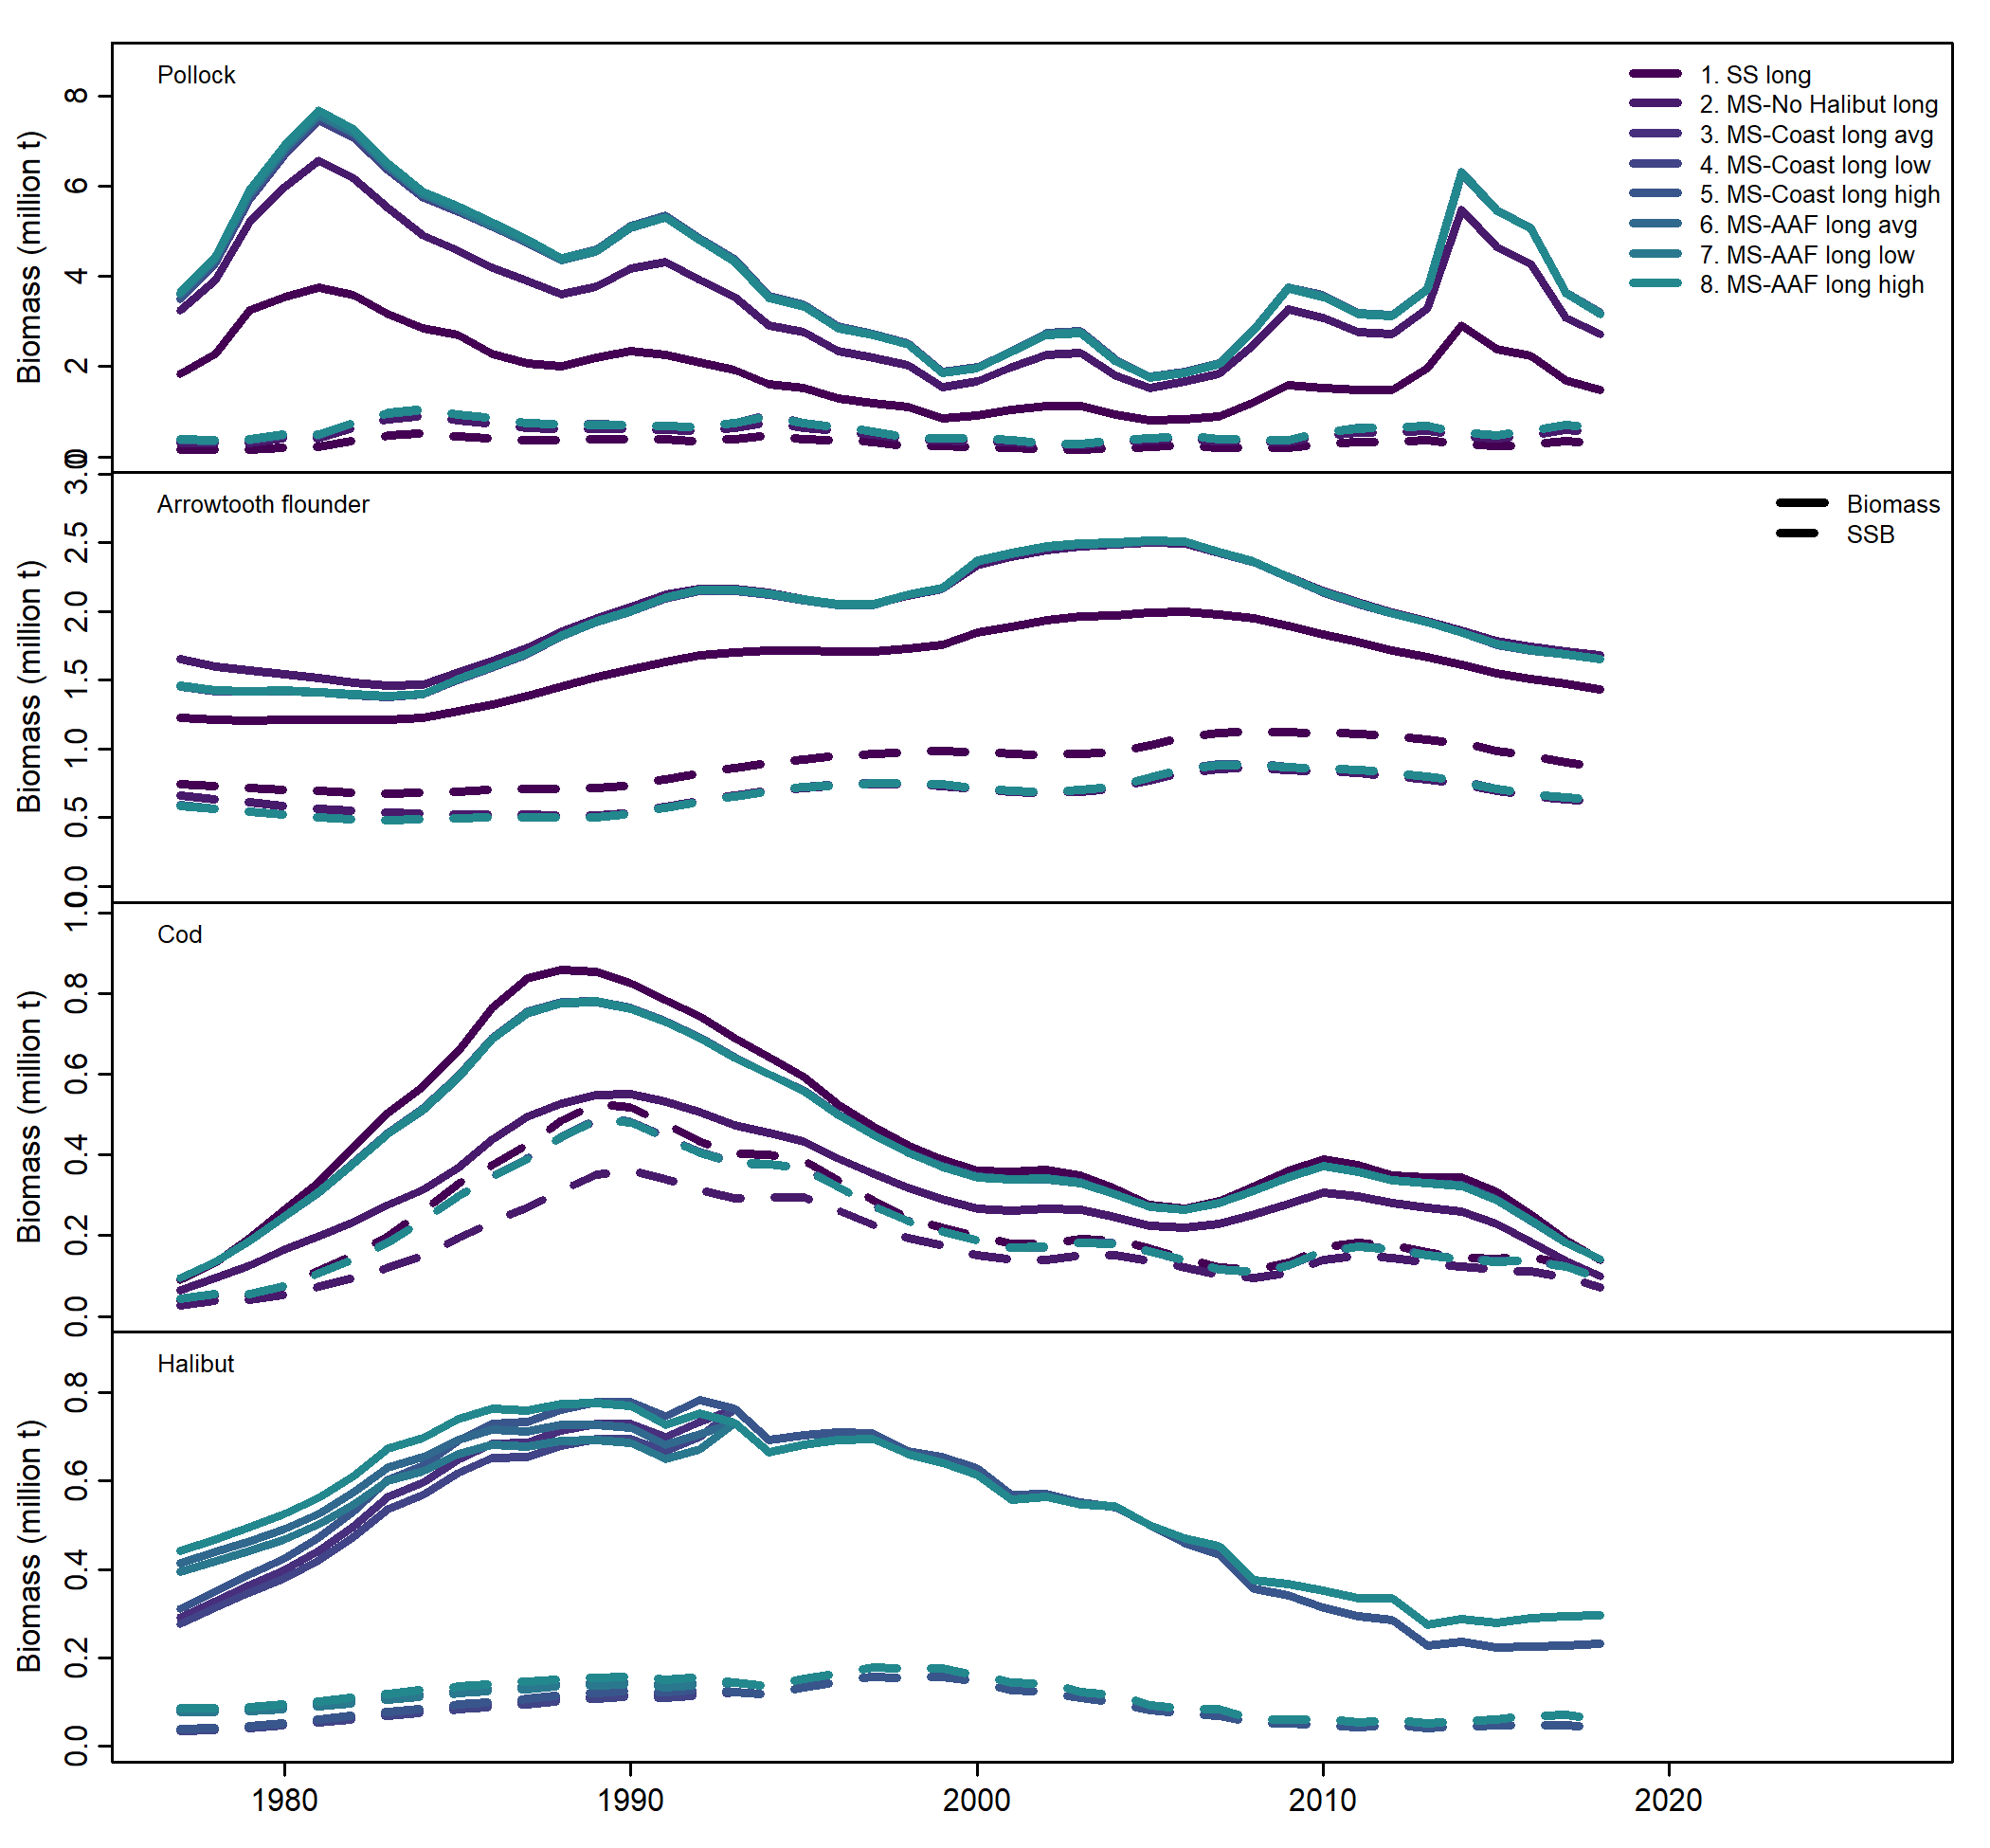 Pollock
1. SS long
2. MS-No Halibut long
3. MS-Coast long avg
4. MS-Coast long low
5. MS-Coast long high
6. MS-AAF long avg
7. MS-AAF long low
8. MS-AAF long high
Biomass (million t)
8
6
4
2
0
Arrowtooth flounder
Biomass
SSB
Biomass (million t)
3.0
2.5
2.0
1.5
1.0
0.5
0.0
Cod
Biomass (million t)
1.0
0.8
0.6
0.4
0.2
0.0
Halibut
Biomass (million t)
0.8
0.6
0.4
0.2
0.0
1980 1990 2000 2010 2020